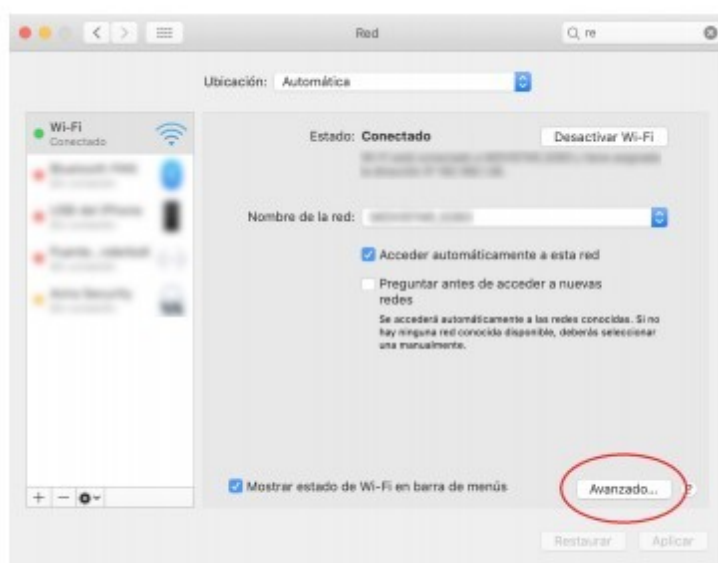 Red
re
Ubicación: Automática
Wi-Fi
Conectado
Estado: Conectado
Desactivar Wi-Fi
Nombre de la red:
Acceder automáticamente a esta red
Preguntar antes de acceder a nuevas
redes
Se accederá automáticamente a las redes conocidas. Si no
hay ninguna red conocida disponible, deberás seleccionar
una manualmente.
Mostrar estado de Wi-Fi en barra de menús
Avanzado...
?
Restaurar
Aplicar